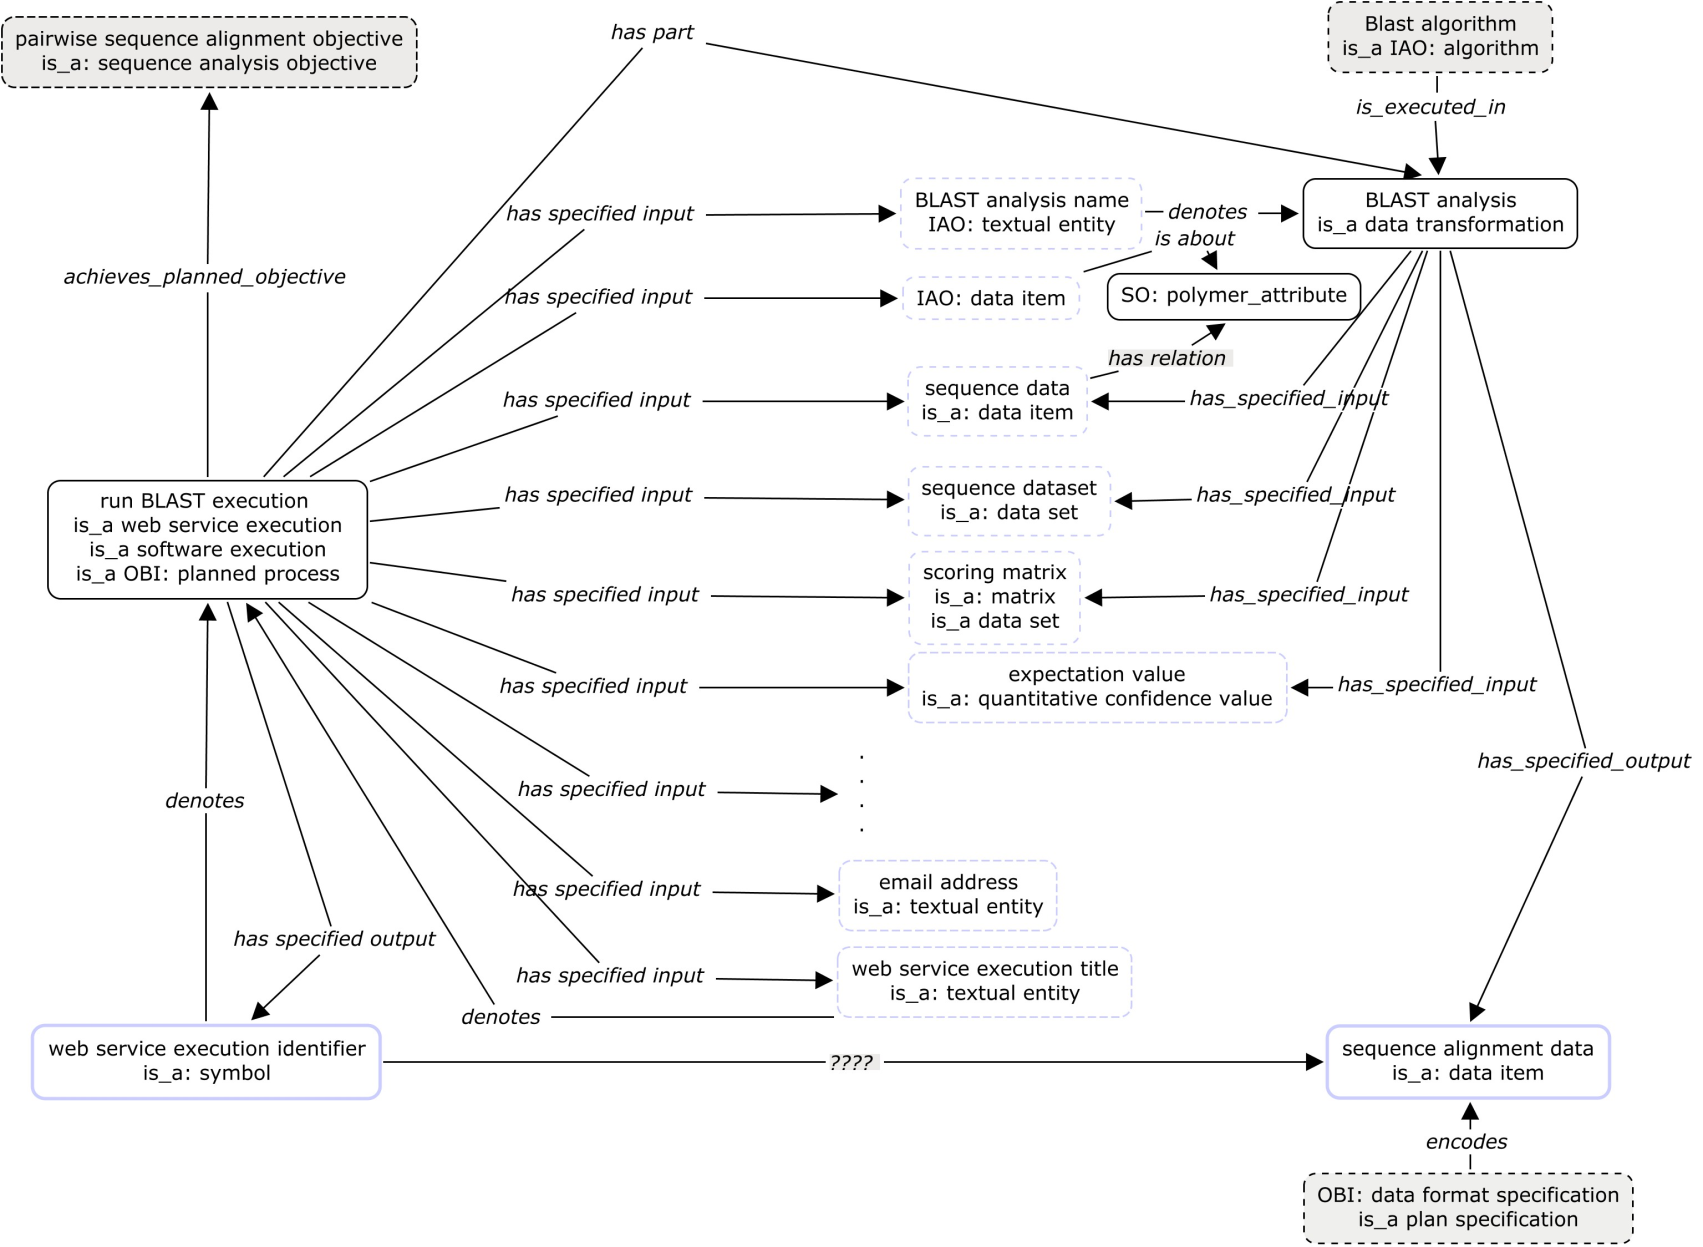 pairwise sequence alignment objective
is_a: sequence analysis objective
has part
Blast algorithm
is_a IAO: algorithm
is_executed_in
has specified input
BLAST analysis name
IAO: textual entity
denotes
BLAST analysis
is_a data transformation
is about
achieves_planned_objective
has specified input
IAO: data item
SO: polymer_attribute
has relation
has specified input
sequence data
is_a: data item
has_specified_input
run BLAST execution
is_a web service execution
is_a software execution
is_a OBI: planned process
has specified input
sequence dataset
is_a: data set
has_specified_input
has specified input
scoring matrix
is_a: matrix
is_a data set
has_specified_input
has specified input
expectation value
is_a: quantitative confidence value
has_specified_input
has_specified_output
has specified input
.
.
.
.
denotes
has specified input
email address
is_a: textual entity
has specified output
has specified input
web service execution title
is_a: textual entity
denotes
web service execution identifier
is_a: symbol
????
sequence alignment data
is_a: data item
encodes
OBI: data format specification
is_a plan specification